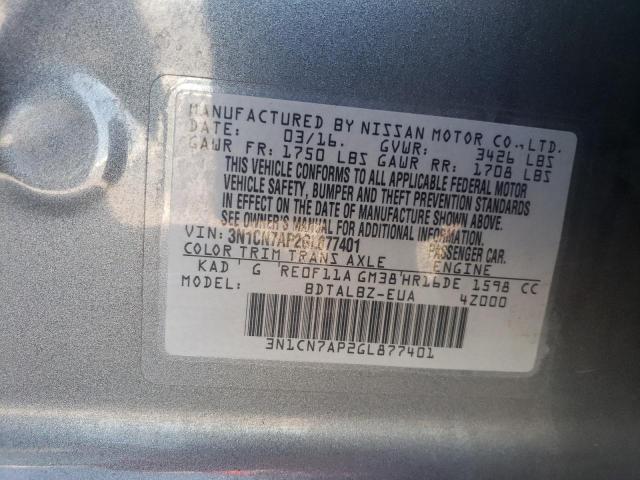 MANUFACTURED BY NISSAN MOTOR CO.,LTD.
DATE: 03/16. GVWR: 3426 LBS
GAWR FR: 1750 LBS GAWR RR: 1708 LBS
THIS VEHICLE CONFORMS TO ALL APPLICABLE FEDERAL MOTOR
VEHICLE SAFETY, BUMPER AND THEFT PREVENTION STANDARDS
IN EFFECT ON THE DATE OF MANUFACTURE SHOWN ABOVE.
SEE OWNER'S MANUAL.
VIN: 3N1CN7AP2GL877401 PASSENGER CAR.
COLOR TRIM TRANS AXLE ENGINE
KAD G RE0F11A GM38 HR16DE 1598 CC
MODEL: BDTALBZ-EUA 4Z000
3N1CN7AP2GL877401